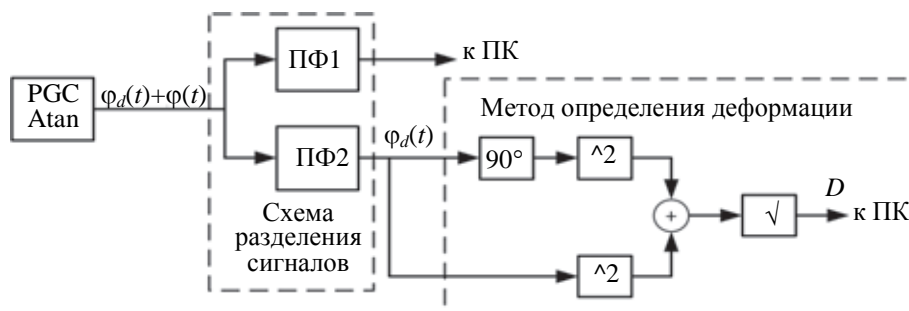 PGC
Atan
φd(t)+φ(t)
ПФ1
к ПК
ПФ2
φd(t)
Схема
разделения
сигналов
Метод определения деформации
90°
^2
+
√
D
к ПК
^2